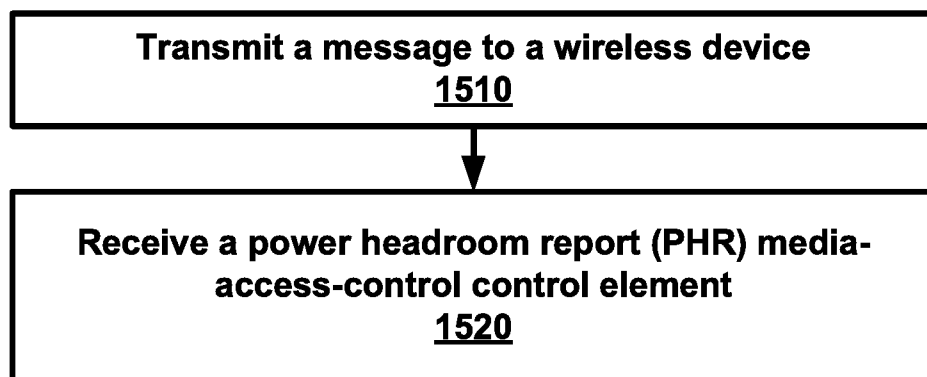 Transmit a message to a wireless device
1510
Receive a power headroom report (PHR) media-
access-control control element
1520